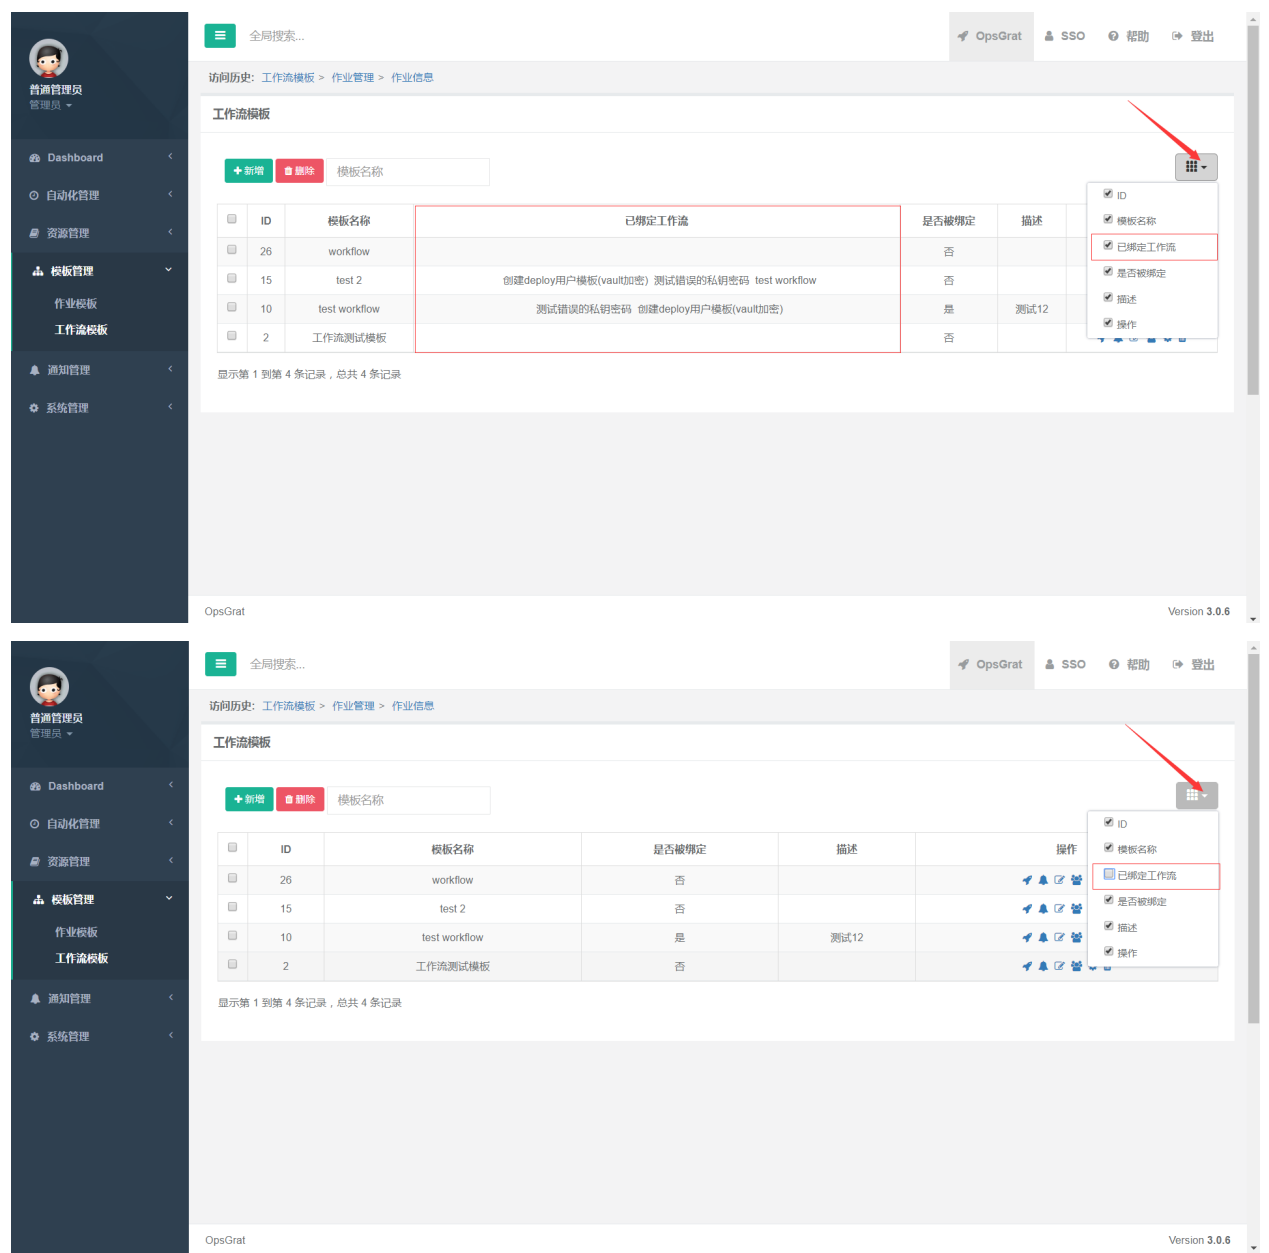 全局搜索...
OpsGrat SSO 帮助 登出
普通管理员
管理员
访问历史: 工作流模板 > 作业管理 > 作业信息
工作流模板
Dashboard
自动化管理
资源管理
模板管理
作业模板
工作流模板
通知管理
系统管理
新增 删除 模板名称
ID
模板名称
已绑定工作流
是否被绑定
描述
操作
ID 模板名称 已绑定工作流 是否被绑定 描述
26 workflow 否
15 test 2 创建deploy用户模板(vault加密) 测试错误的私钥密码 test workflow 否
10 test workflow 测试错误的私钥密码 创建deploy用户模板(vault加密) 是 测试12
2 工作流测试模板 否
显示第 1 到第 4 条记录，总共 4 条记录
OpsGrat Version 3.0.6
全局搜索...
OpsGrat SSO 帮助 登出
普通管理员
管理员
访问历史: 工作流模板 > 作业管理 > 作业信息
工作流模板
Dashboard
自动化管理
资源管理
模板管理
作业模板
工作流模板
通知管理
系统管理
新增 删除 模板名称
ID
模板名称
已绑定工作流
是否被绑定
描述
操作
ID 模板名称 是否被绑定 描述 操作
26 workflow 否
15 test 2 否
10 test workflow 是 测试12
2 工作流测试模板 否
显示第 1 到第 4 条记录，总共 4 条记录
OpsGrat Version 3.0.6